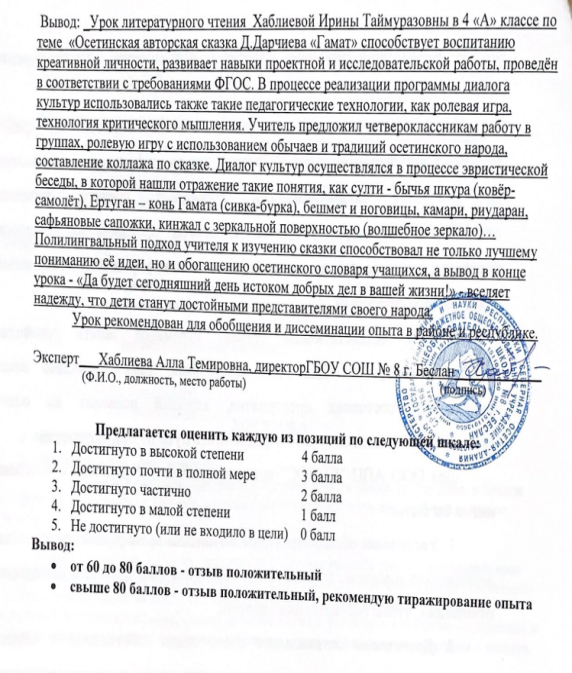 Вывод: Урок литературного чтения Хаблиевой Ирины Таймуразовны в 4 «А» классе по
теме «Осетинская авторская сказка Д.Дарчиева «Гамат» способствует воспитанию
креативной личности, развивает навыки проектной и исследовательской работы, проведён
в соответствии с требованиями ФГОС. В процессе реализации программы диалога
культур использовались также такие педагогические технологии, как ролевая игра,
технология критического мышления. Учитель предложил четвероклассникам работу в
группах, ролевую игру с использованием обычаев и традиций осетинского народа,
составление коллажа по сказке. Диалог культур осуществлялся в процессе эвристической
беседы, в которой нашли отражение такие понятия, как султи - бычья шкура (ковёр-
самолёт), Ертуган – конь Гамата (сивка-бурка), бешмет и ноговицы, камари, риударан,
сафьяновые сапожки, кинжал с зеркальной поверхностью (волшебное зеркало)…
Полилингвальный подход учителя к изучению сказки способствовал не только лучшему
пониманию её идеи, но и обогащению осетинского словаря учащихся, а вывод в конце
урока - «Да будет сегодняшний день истоком добрых дел в вашей жизни!» - вселяет
надежду, что дети станут достойными представителями своего народа.
Урок рекомендован для обобщения и диссеминации опыта в районе и республике.
Эксперт Хаблиева Алла Темировна, директорГБОУ СОШ № 8 г. Беслан
(Ф.И.О., должность, место работы) (подпись)
Предлагается оценить каждую из позиций по следующей шкале:
1. Достигнуто в высокой степени 4 балла
2. Достигнуто почти в полной мере 3 балла
3. Достигнуто частично 2 балла
4. Достигнуто в малой степени 1 балл
5. Не достигнуто (или не входило в цели) 0 балл
Вывод:
• от 60 до 80 баллов - отзыв положительный
• свыше 80 баллов - отзыв положительный, рекомендую тиражирование опыта